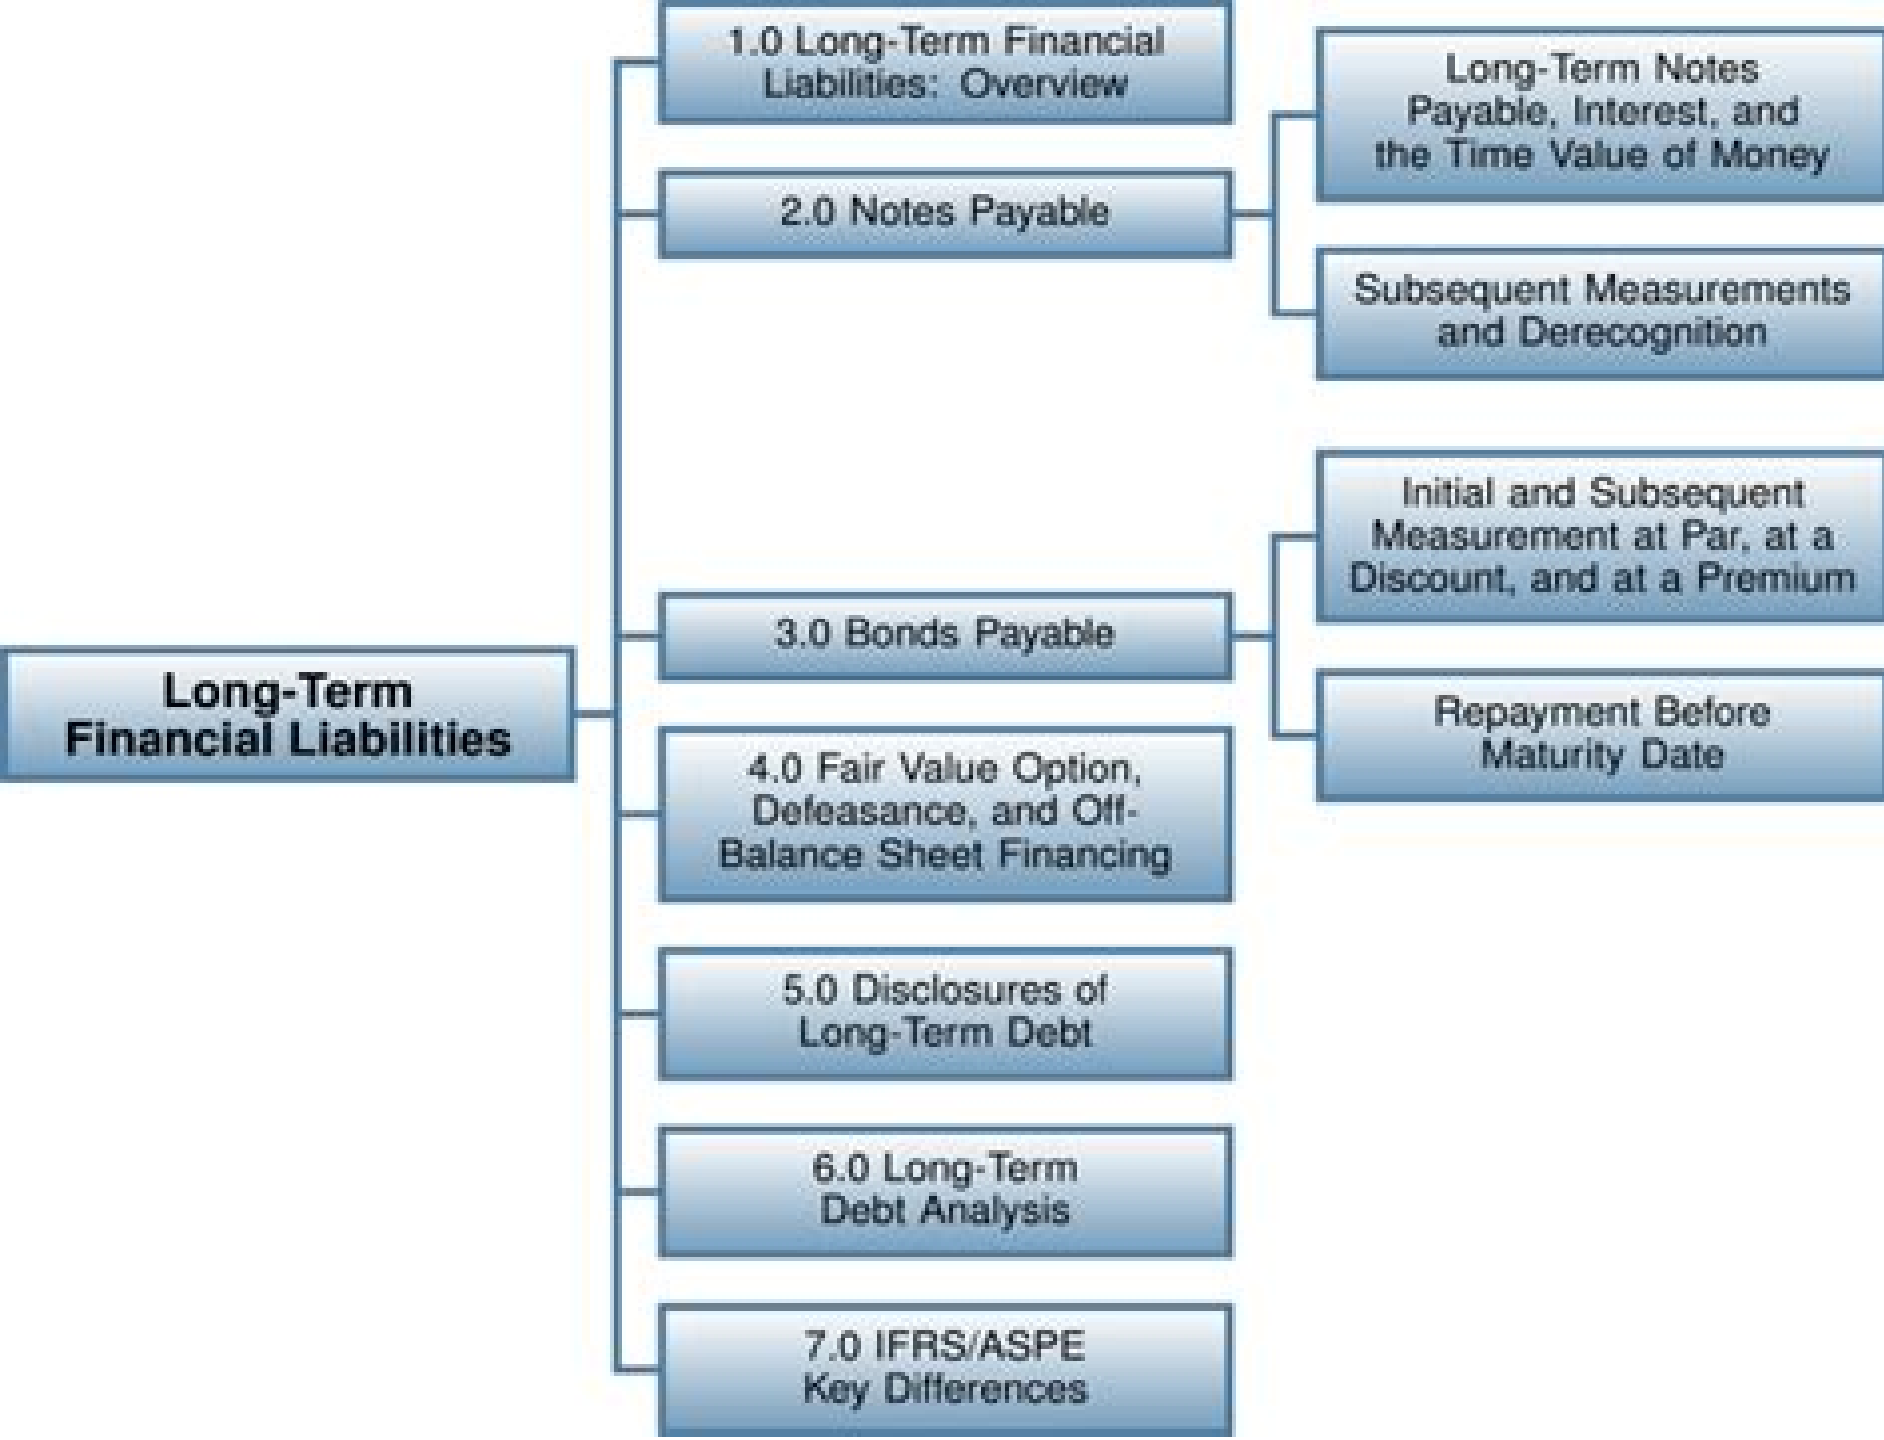 1.0 Long-Term Financial
Liabilities: Overview
Long-Term Notes
Payable, Interest, and
the Time Value of Money
2.0 Notes Payable
Subsequent Measurements
and Derecognition
Initial and Subsequent
Measurement at Par, at a
Discount, and at a Premium
3.0 Bonds Payable
Repayment Before
Maturity Date
Long-Term
Financial Liabilities
4.0 Fair Value Option,
Defeasance, and Off-
Balance Sheet Financing
5.0 Disclosures of
Long-Term Debt
6.0 Long-Term
Debt Analysis
7.0 IFRS/ASPE
Key Differences